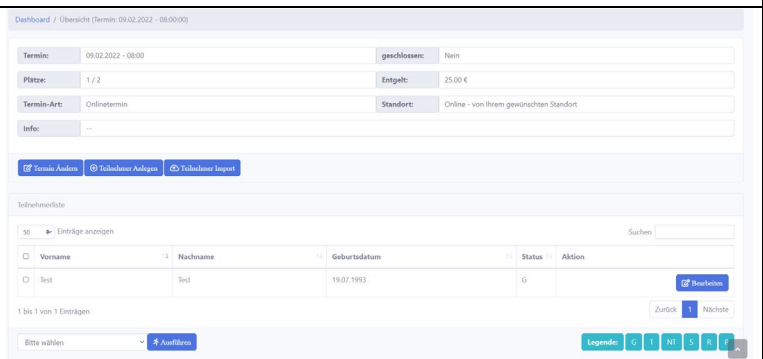 Dashboard / Übersicht (Termin: 09.02.2022 - 08:00:00)
Termin: 09.02.2022 - 08:00 geschlossen: Nein
Plätze: 1 / 2 Entgelt: 25.00 €
Termin-Art: Onlinetermin Standort: Online - von Ihrem gewünschten Standort
Info: --
Termin Ändern Teilnehmer Anlegen Teilnehmer Import
Teilnehmerliste
50 Einträge anzeigen Suchen
Vorname Nachname Geburtsdatum Status Aktion
Test Test 19.07.1993 G Bearbeiten
1 bis 1 von 1 Einträgen Zurück 1 Nächste
Bitte wählen Ausführen Legende: G T NT S R